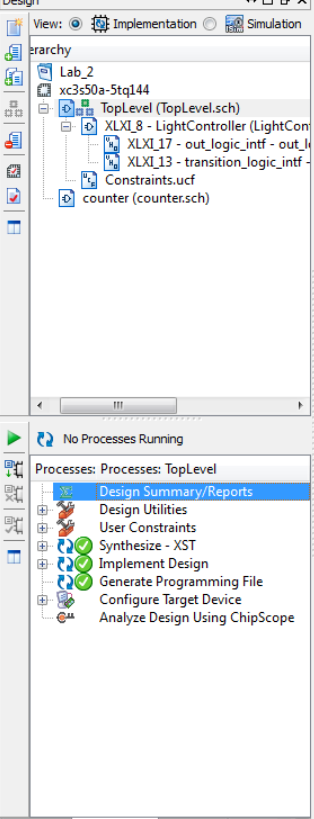 Design
View: Implementation Simulation
erarchy
Lab_2
xc3s50a-5tq144
TopLevel (TopLevel.sch)
XLXI_8 - LightController (LightCon
XLXI_17 - out_logic_intf - out_l
XLXI_13 - transition_logic_intf -
Constraints.ucf
counter (counter.sch)
No Processes Running
Processes: Processes: TopLevel
Design Summary/Reports
Design Utilities
User Constraints
Synthesize - XST
Implement Design
Generate Programming File
Configure Target Device
Analyze Design Using ChipScope